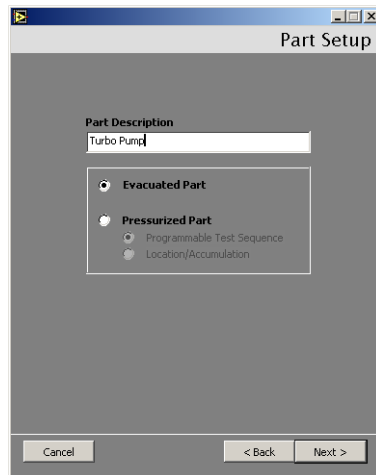 Part Setup
Part Description
Turbo Pump
Evacuated Part
Pressurized Part
Programmable Test Sequence
Location/Accumulation
Cancel
< Back
Next >